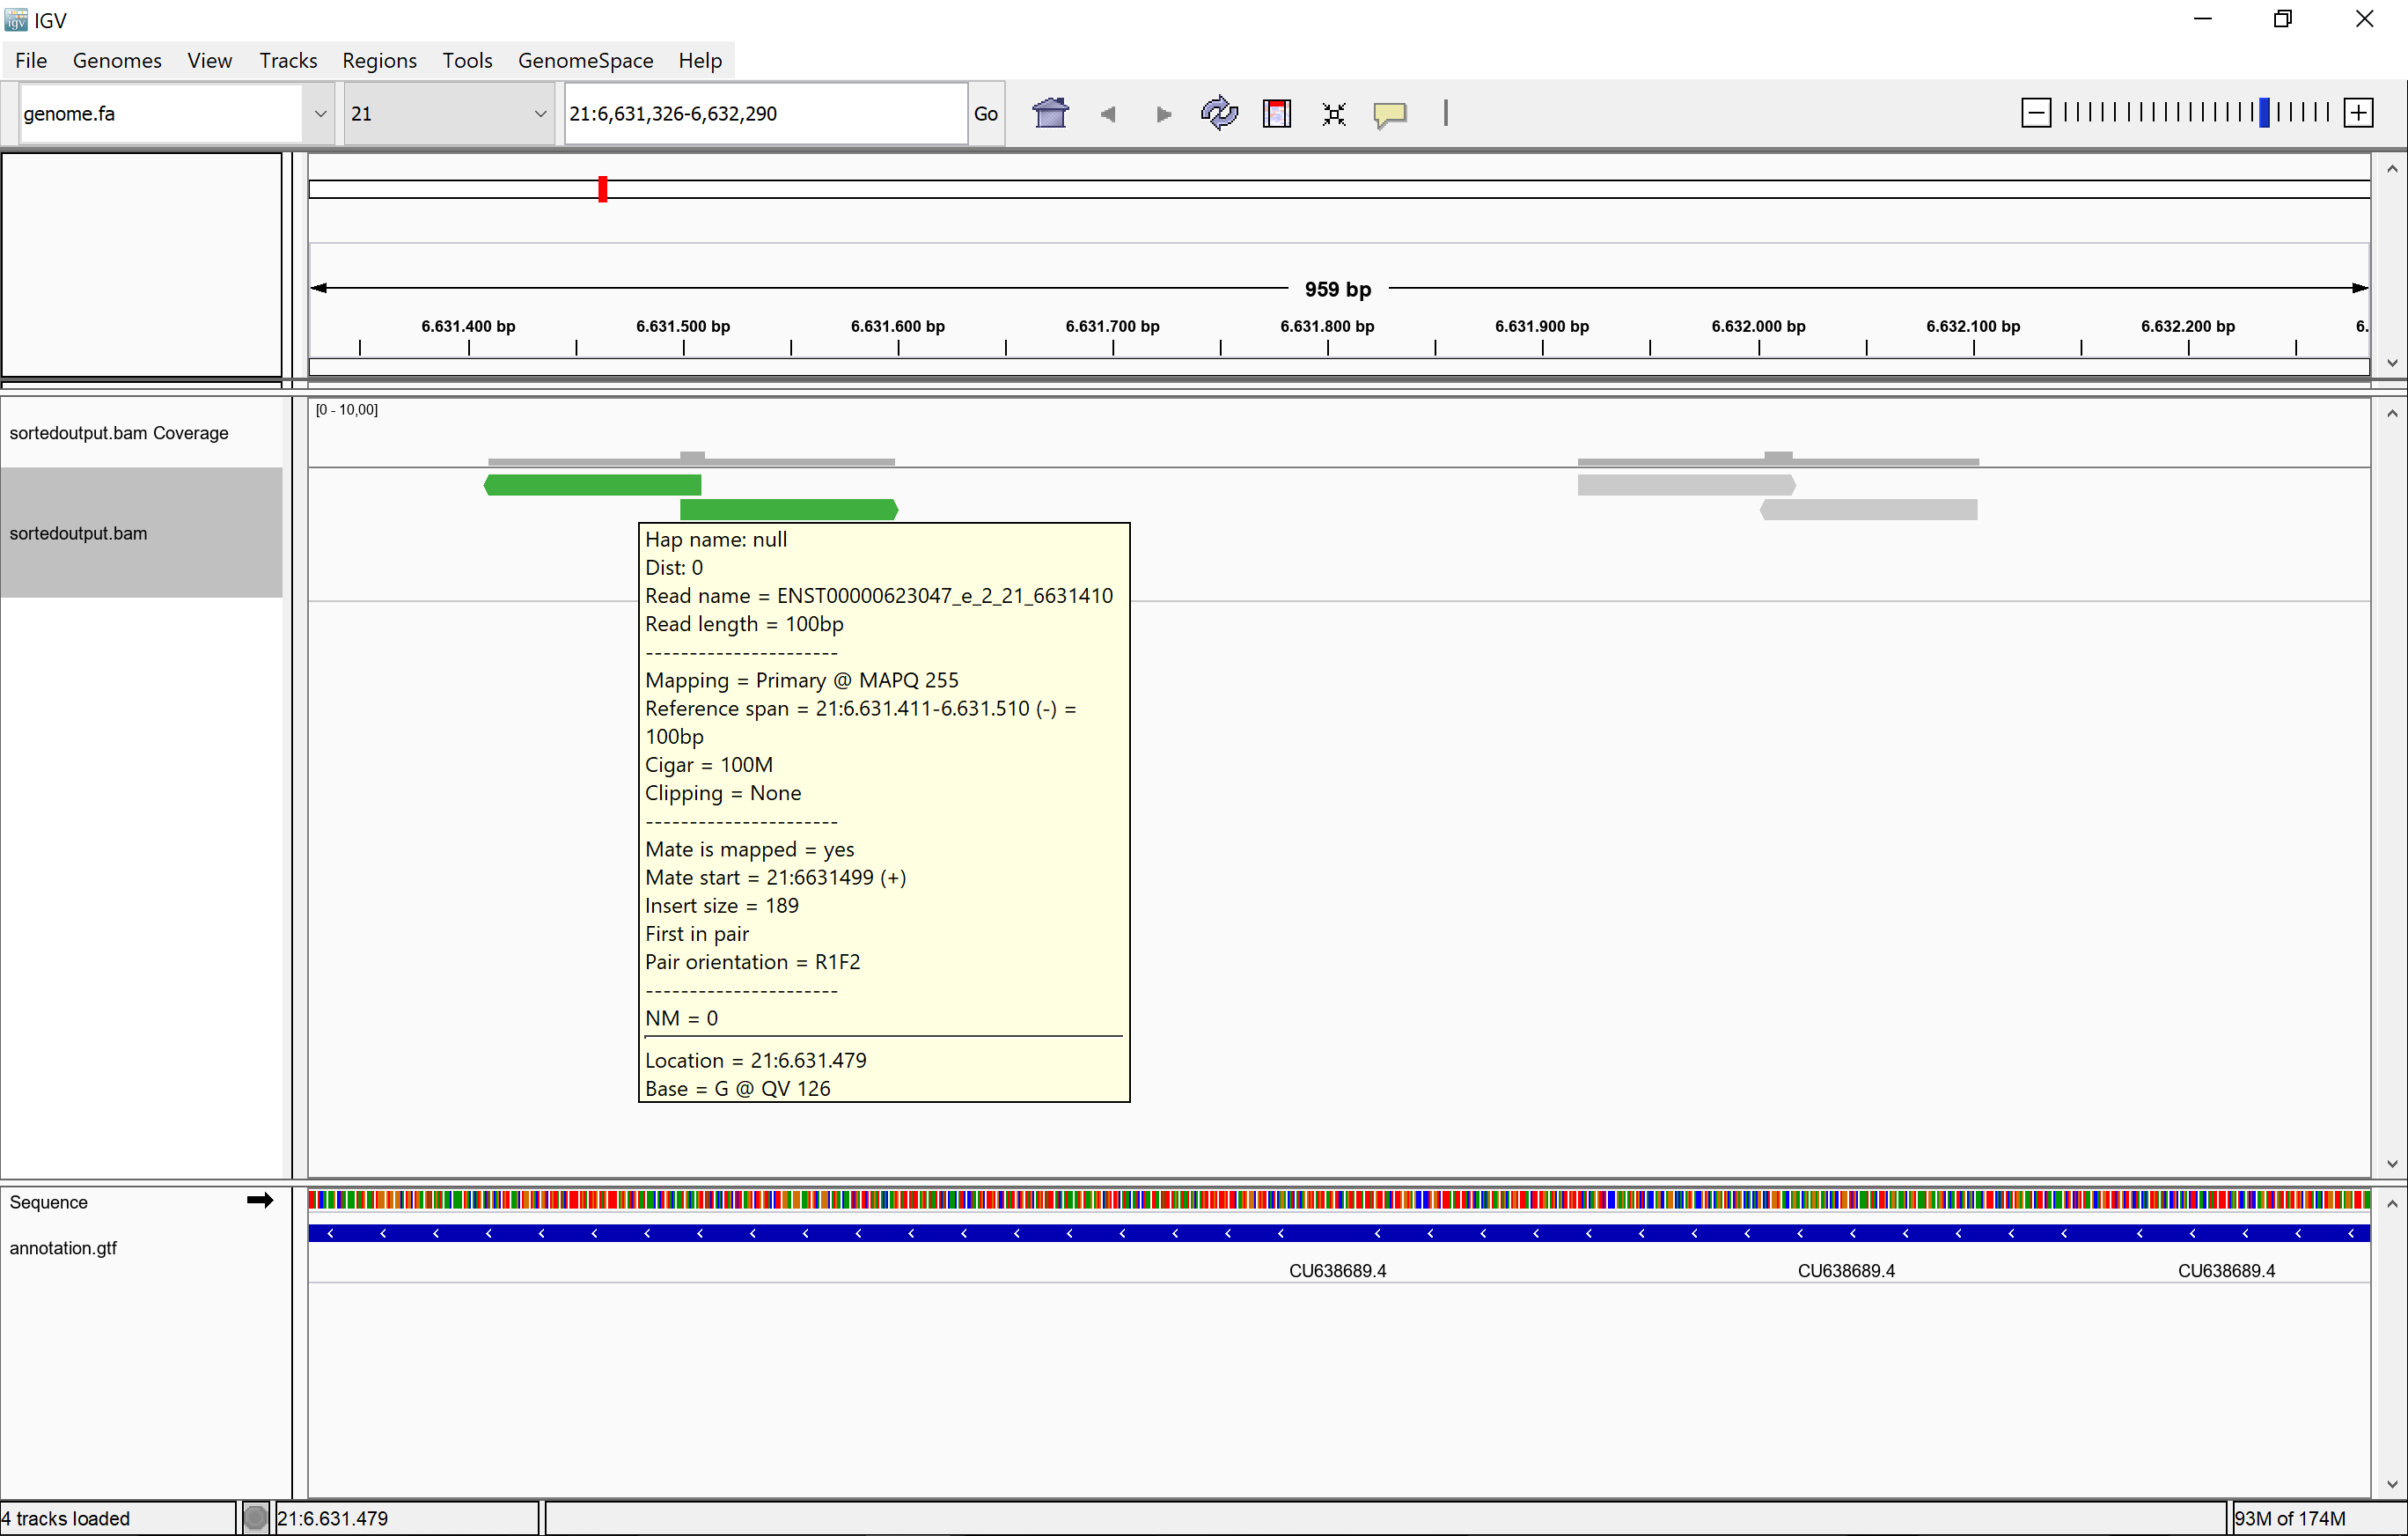 IGV
File Genomes View Tracks Regions Tools GenomeSpace Help
genome.fa 21 21:6,631,326-6,632,290 Go
959 bp
6.631.400 bp 6.631.500 bp 6.631.600 bp 6.631.700 bp 6.631.800 bp 6.631.900 bp 6.632.000 bp 6.632.100 bp 6.632.200 bp 6.
[0 - 10,00]
sortedoutput.bam Coverage
sortedoutput.bam
Hap name: null
Dist: 0
Read name = ENST00000623047_e_2_21_6631410
Read length = 100bp
----------------------
Mapping = Primary @ MAPQ 255
Reference span = 21:6.631.411-6.631.510 (-) =
100bp
Cigar = 100M
Clipping = None
----------------------
Mate is mapped = yes
Mate start = 21:6631499 (+)
Insert size = 189
First in pair
Pair orientation = R1F2
----------------------
NM = 0
Location = 21:6.631.479
Base = G @ QV 126
Sequence
annotation.gtf
CU638689.4 CU638689.4 CU638689.4
4 tracks loaded 21:6.631.479 93M of 174M